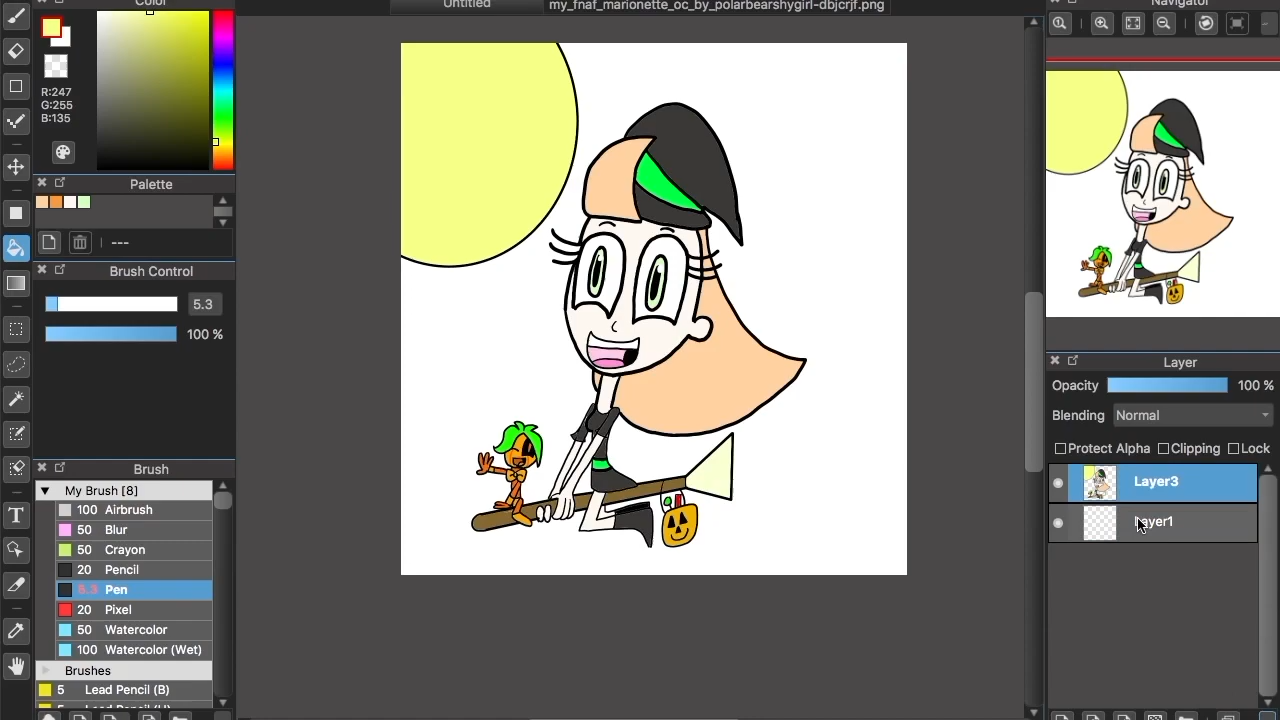 Color
Untitled
my_fnaf_marionette_oc_by_polarbearshygirl-dbjcrjf.png
Navigator
R:247
G:255
B:135
Palette
---
Brush Control
5.3
100 %
Brush
My Brush [8]
100 Airbrush
50 Blur
50 Crayon
20 Pencil
5.3 Pen
20 Pixel
50 Watercolor
100 Watercolor (Wet)
Brushes
5 Lead Pencil (B)
T
Layer
Opacity 100 %
Blending Normal
Protect Alpha Clipping Lock
Layer3
Layer1